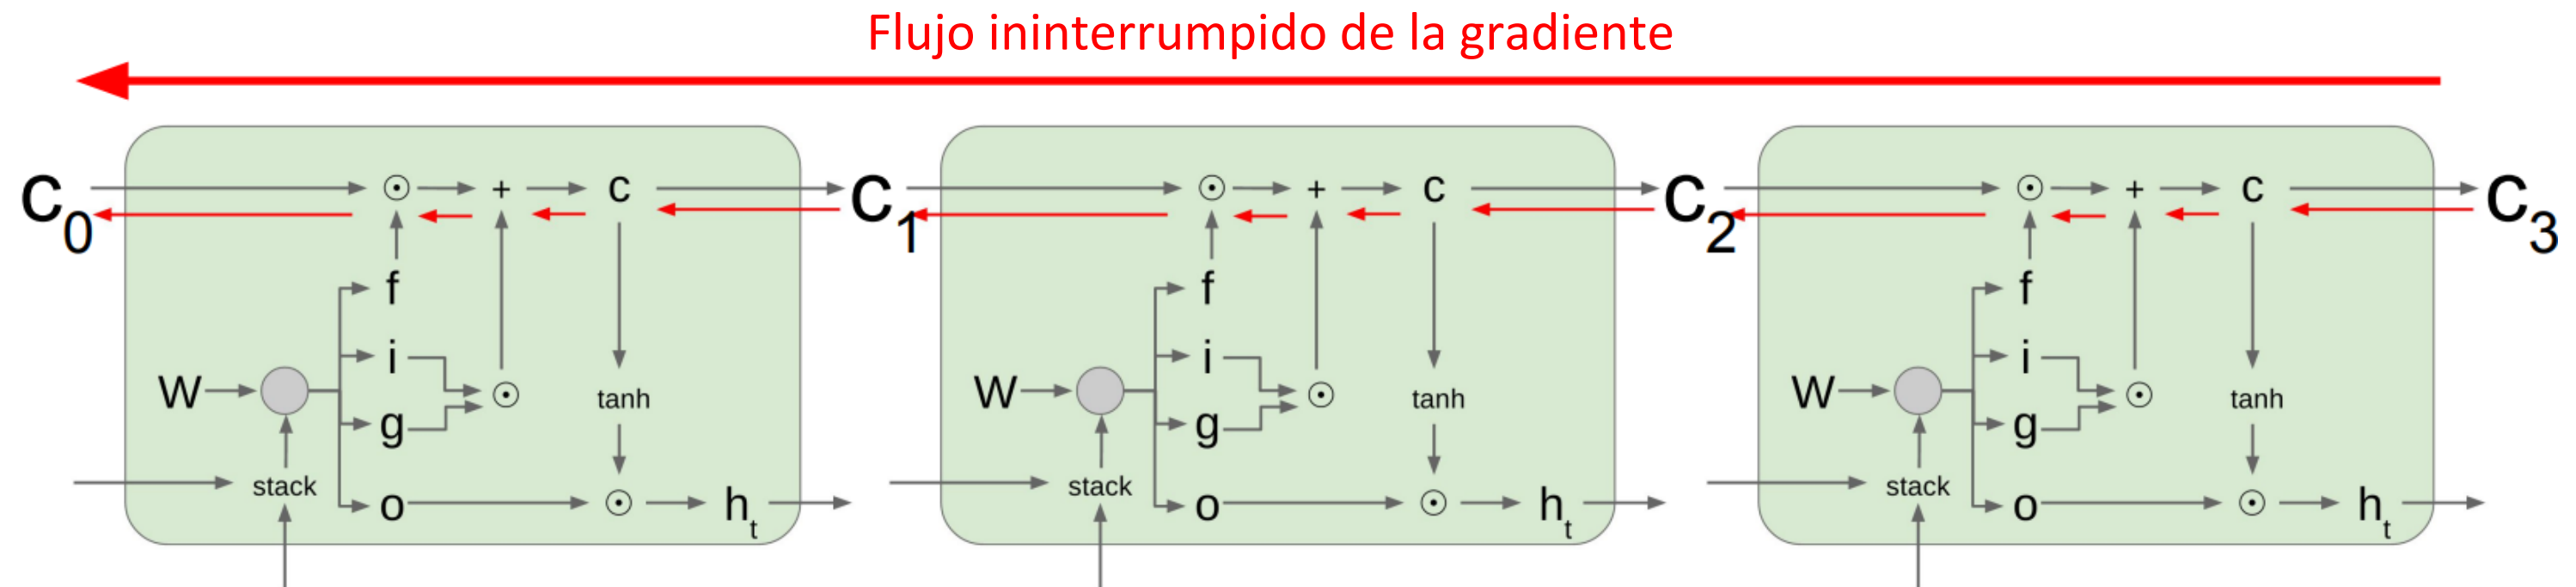 Flujo ininterrumpido de la gradiente
c0 ⊙ + c c1 ⊙ + c c2 ⊙ + c c3
f f f
i i i
W ⊙ tanh W ⊙ tanh W ⊙ tanh
g g g
stack stack stack
o ⊙ ht o ⊙ ht o ⊙ ht